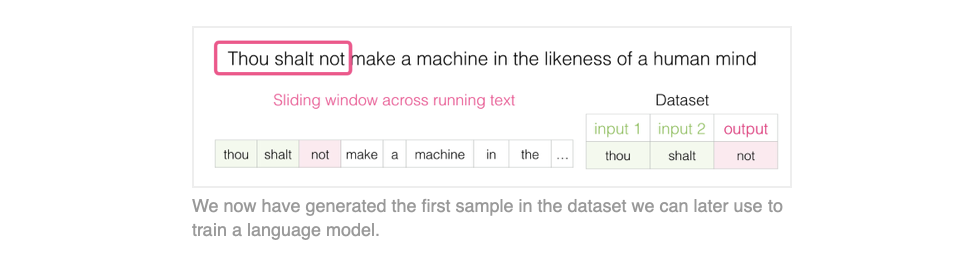 Thou shalt not make a machine in the likeness of a human mind
Sliding window across running text
Dataset
input 1 input 2 output
thou shalt not make a machine in the ...
thou shalt not
We now have generated the first sample in the dataset we can later use to
train a language model.